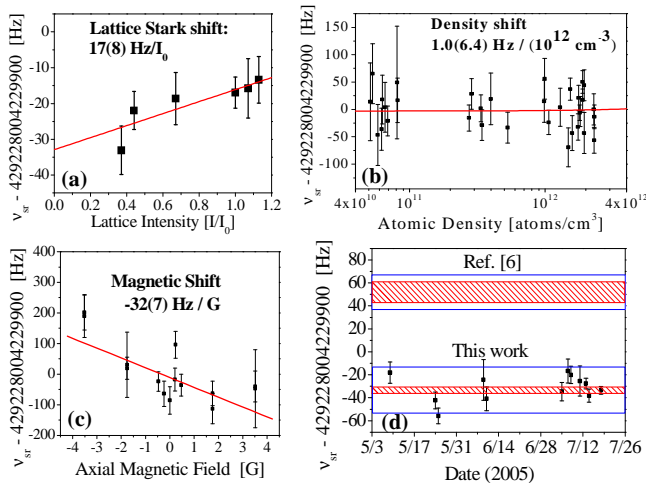 Lattice Stark shift:
17(8) Hz/I₀
ν_sr - 429228004229900 [Hz]
0
-10
-20
-30
-40
(a)
0.0 0.2 0.4 0.6 0.8 1.0 1.2
Lattice Intensity [I/I₀]
Density shift
1.0(6.4) Hz / (10¹² cm⁻³)
ν_sr - 429228004229900 [Hz]
150
100
50
0
-50
-100
(b)
4x10¹⁰ 10¹¹ 10¹² 4x10¹²
Atomic Density [atoms/cm³]
Magnetic Shift
-32(7) Hz / G
ν_sr - 429228004229900 [Hz]
400
300
200
100
0
-100
-200
(c)
-4 -3 -2 -1 0 1 2 3 4
Axial Magnetic Field [G]
Ref. [6]
This work
ν_sr - 429228004229900 [Hz]
80
60
40
20
0
-20
-40
-60
(d)
5/3 5/17 5/31 6/14 6/28 7/12 7/26
Date (2005)